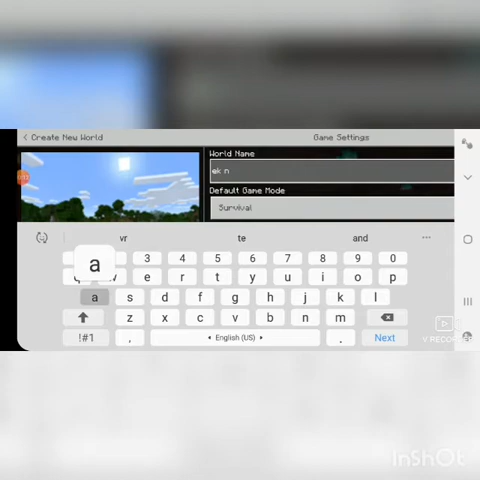 < Create New World
Game Settings
World Name
ek n
Default Game Mode
Survival
vr te and ...
3 4 5 6 7 8 9 0
q w e r t y u i o p
a
a s d f g h j k l
z x c v b n m
!#1 , • English (US) . Next
V RECORDER
InShOt